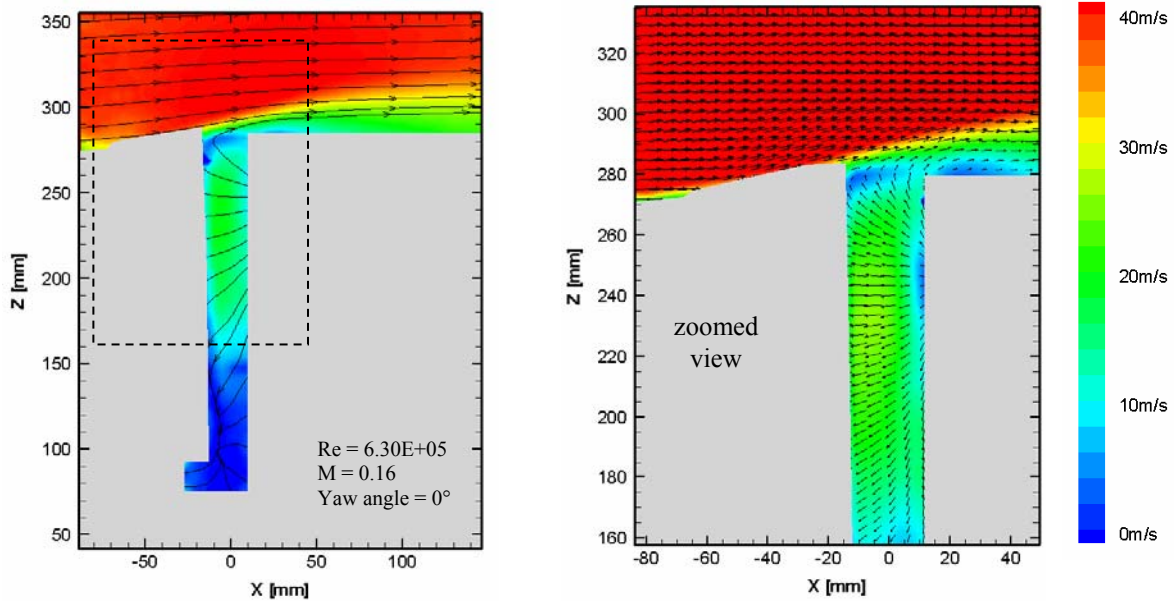 350
300
250
200
150
100
50
Z [mm]
-50
0
50
100
X [mm]
Re = 6.30E+05
M = 0.16
Yaw angle = 0°
320
300
280
260
240
220
200
180
160
Z [mm]
-80
-60
-40
-20
0
20
40
X [mm]
zoomed
view
40m/s
30m/s
20m/s
10m/s
0m/s